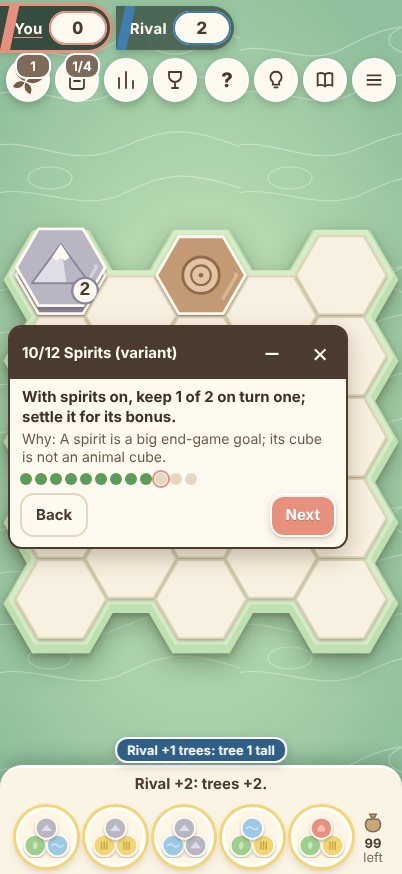 You 0 Rival 2
1 1/4 ?
2
10/12 Spirits (variant)
With spirits on, keep 1 of 2 on turn one;
settle it for its bonus.
Why: A spirit is a big end-game goal; its cube
is not an animal cube.
Back Next
Rival +1 trees: tree 1 tall
Rival +2: trees +2.
99
left